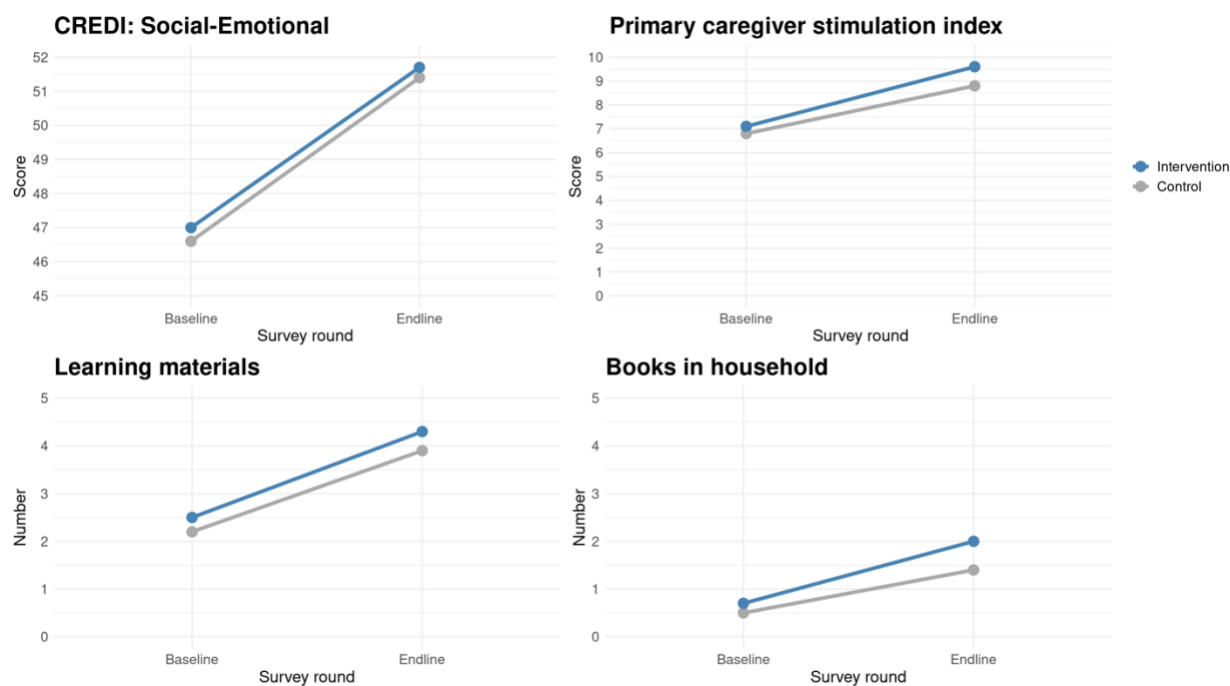 CREDI: Social-Emotional
52
51
50
49
48
47
46
45
Score
Baseline Endline
Survey round
Primary caregiver stimulation index
10
9
8
7
6
5
4
3
2
1
0
Score
Baseline Endline
Survey round
Intervention
Control
Learning materials
5
4
3
2
1
0
Number
Baseline Endline
Survey round
Books in household
5
4
3
2
1
0
Number
Baseline Endline
Survey round